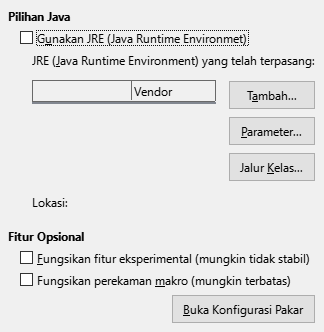 Pilihan Java
Gunakan JRE (Java Runtime Environmet)
JRE (Java Runtime Environment) yang telah terpasang:
Vendor
Tambah...
Parameter...
Jalur Kelas...
Lokasi:
Fitur Opsional
Fungsikan fitur eksperimental (mungkin tidak stabil)
Fungsikan perekaman makro (mungkin terbatas)
Buka Konfigurasi Pakar